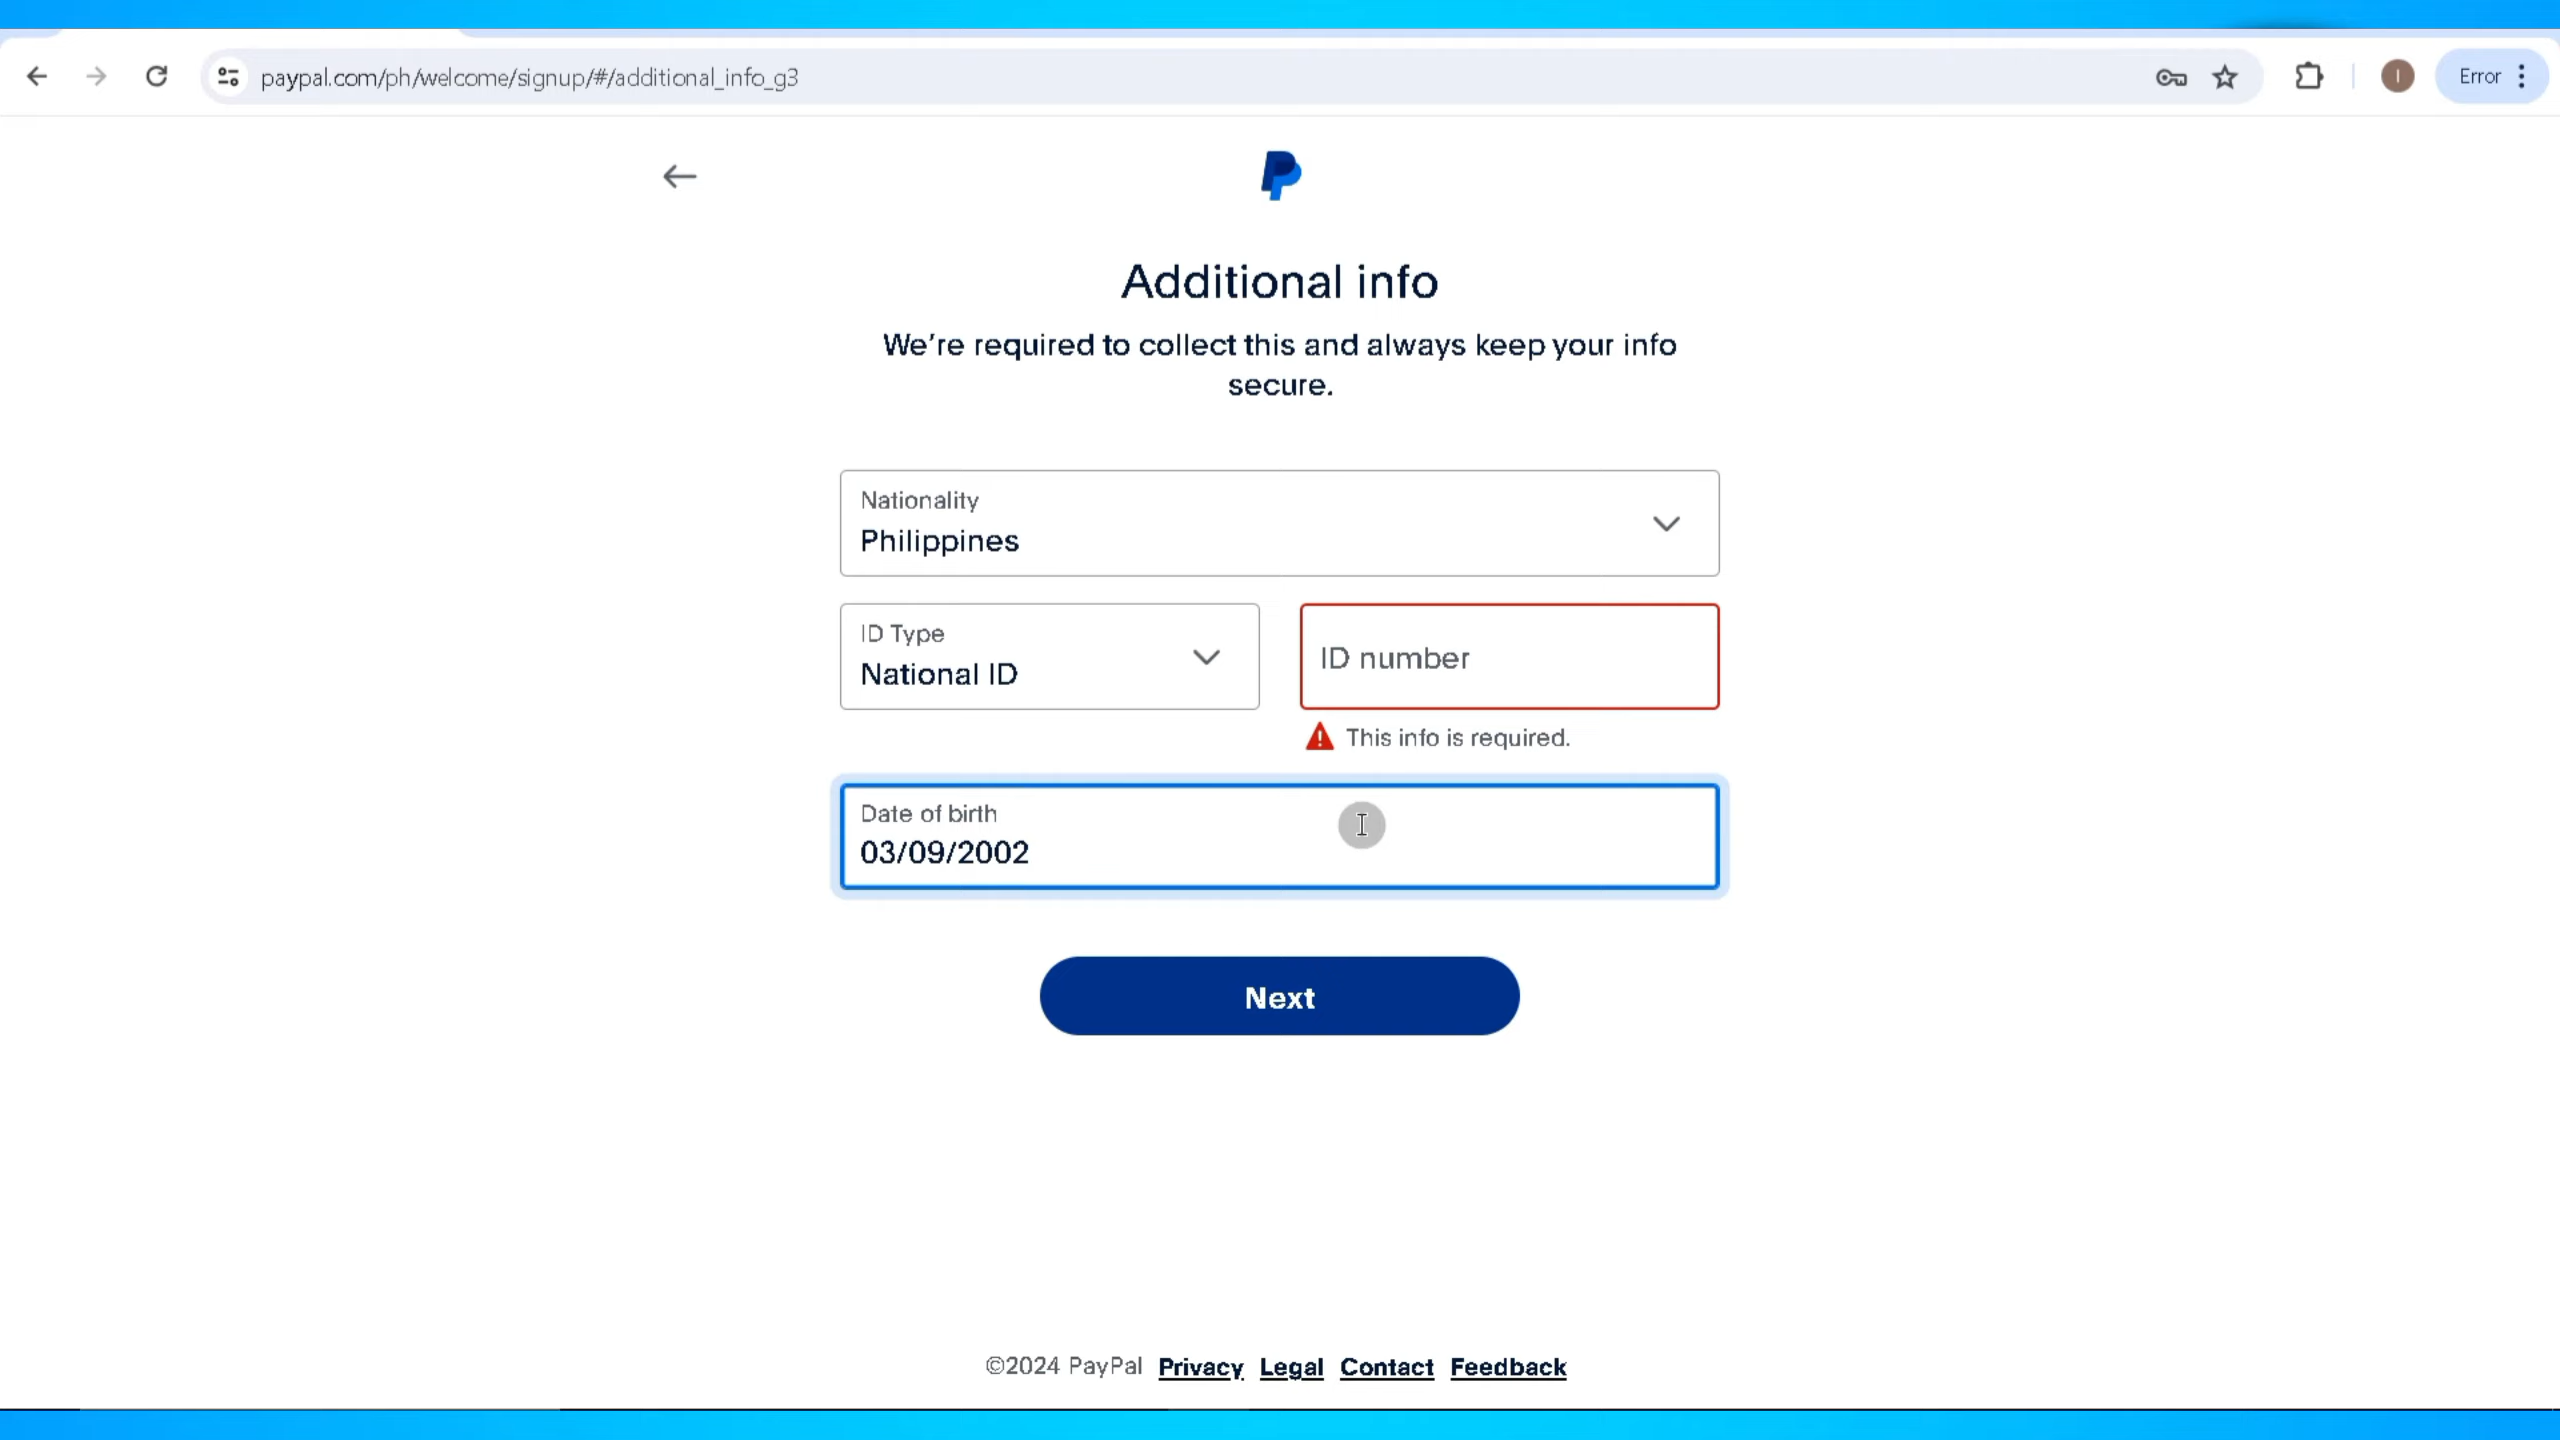 paypal.com/ph/welcome/signup/#/additional_info_g3
I
Error
Additional info
We're required to collect this and always keep your info
secure.
Nationality
Philippines
ID Type
National ID
ID number
This info is required.
Date of birth
03/09/2002
Next
©2024 PayPal Privacy Legal Contact Feedback